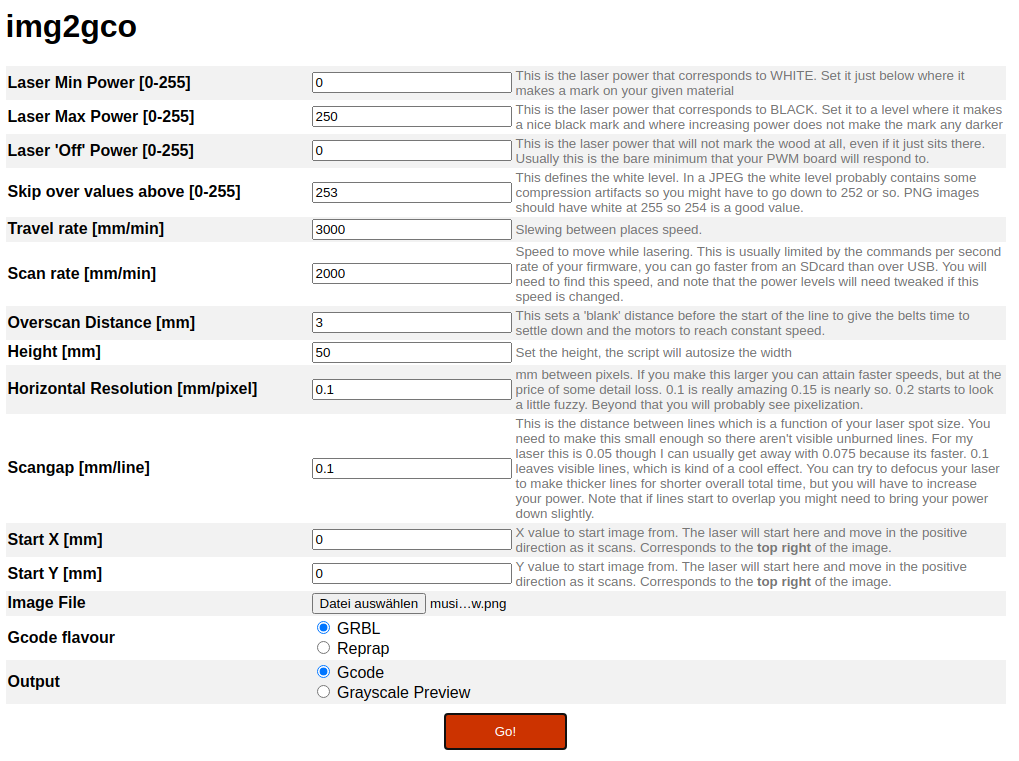 img2gco
Laser Min Power [0-255]
0
This is the laser power that corresponds to WHITE. Set it just below where it
makes a mark on your given material
Laser Max Power [0-255]
250
This is the laser power that corresponds to BLACK. Set it to a level where it makes
a nice black mark and where increasing power does not make the mark any darker
Laser 'Off' Power [0-255]
0
This is the laser power that will not mark the wood at all, even if it just sits there.
Usually this is the bare minimum that your PWM board will respond to.
Skip over values above [0-255]
253
This defines the white level. In a JPEG the white level probably contains some
compression artifacts so you might have to go down to 252 or so. PNG images
should have white at 255 so 254 is a good value.
Travel rate [mm/min]
3000
Slewing between places speed.
Scan rate [mm/min]
2000
Speed to move while lasering. This is usually limited by the commands per second
rate of your firmware, you can go faster from an SDcard than over USB. You will
need to find this speed, and note that the power levels will need tweaked if this
speed is changed.
Overscan Distance [mm]
3
This sets a 'blank' distance before the start of the line to give the belts time to
settle down and the motors to reach constant speed.
Height [mm]
50
Set the height, the script will autosize the width
Horizontal Resolution [mm/pixel]
0.1
mm between pixels. If you make this larger you can attain faster speeds, but at the
price of some detail loss. 0.1 is really amazing 0.15 is nearly so. 0.2 starts to look
a little fuzzy. Beyond that you will probably see pixelization.
Scangap [mm/line]
0.1
This is the distance between lines which is a function of your laser spot size. You
need to make this small enough so there aren't visible unburned lines. For my
laser this is 0.05 though I can usually get away with 0.075 because its faster. 0.1
leaves visible lines, which is kind of a cool effect. You can try to defocus your laser
to make thicker lines for shorter overall total time, but you will have to increase
your power. Note that if lines start to overlap you might need to bring your power
down slightly.
Start X [mm]
0
X value to start image from. The laser will start here and move in the positive
direction as it scans. Corresponds to the top right of the image.
Start Y [mm]
0
Y value to start image from. The laser will start here and move in the positive
direction as it scans. Corresponds to the top right of the image.
Image File
Datei auswählen musi…w.png
Gcode flavour
GRBL
Reprap
Output
Gcode
Grayscale Preview
Go!